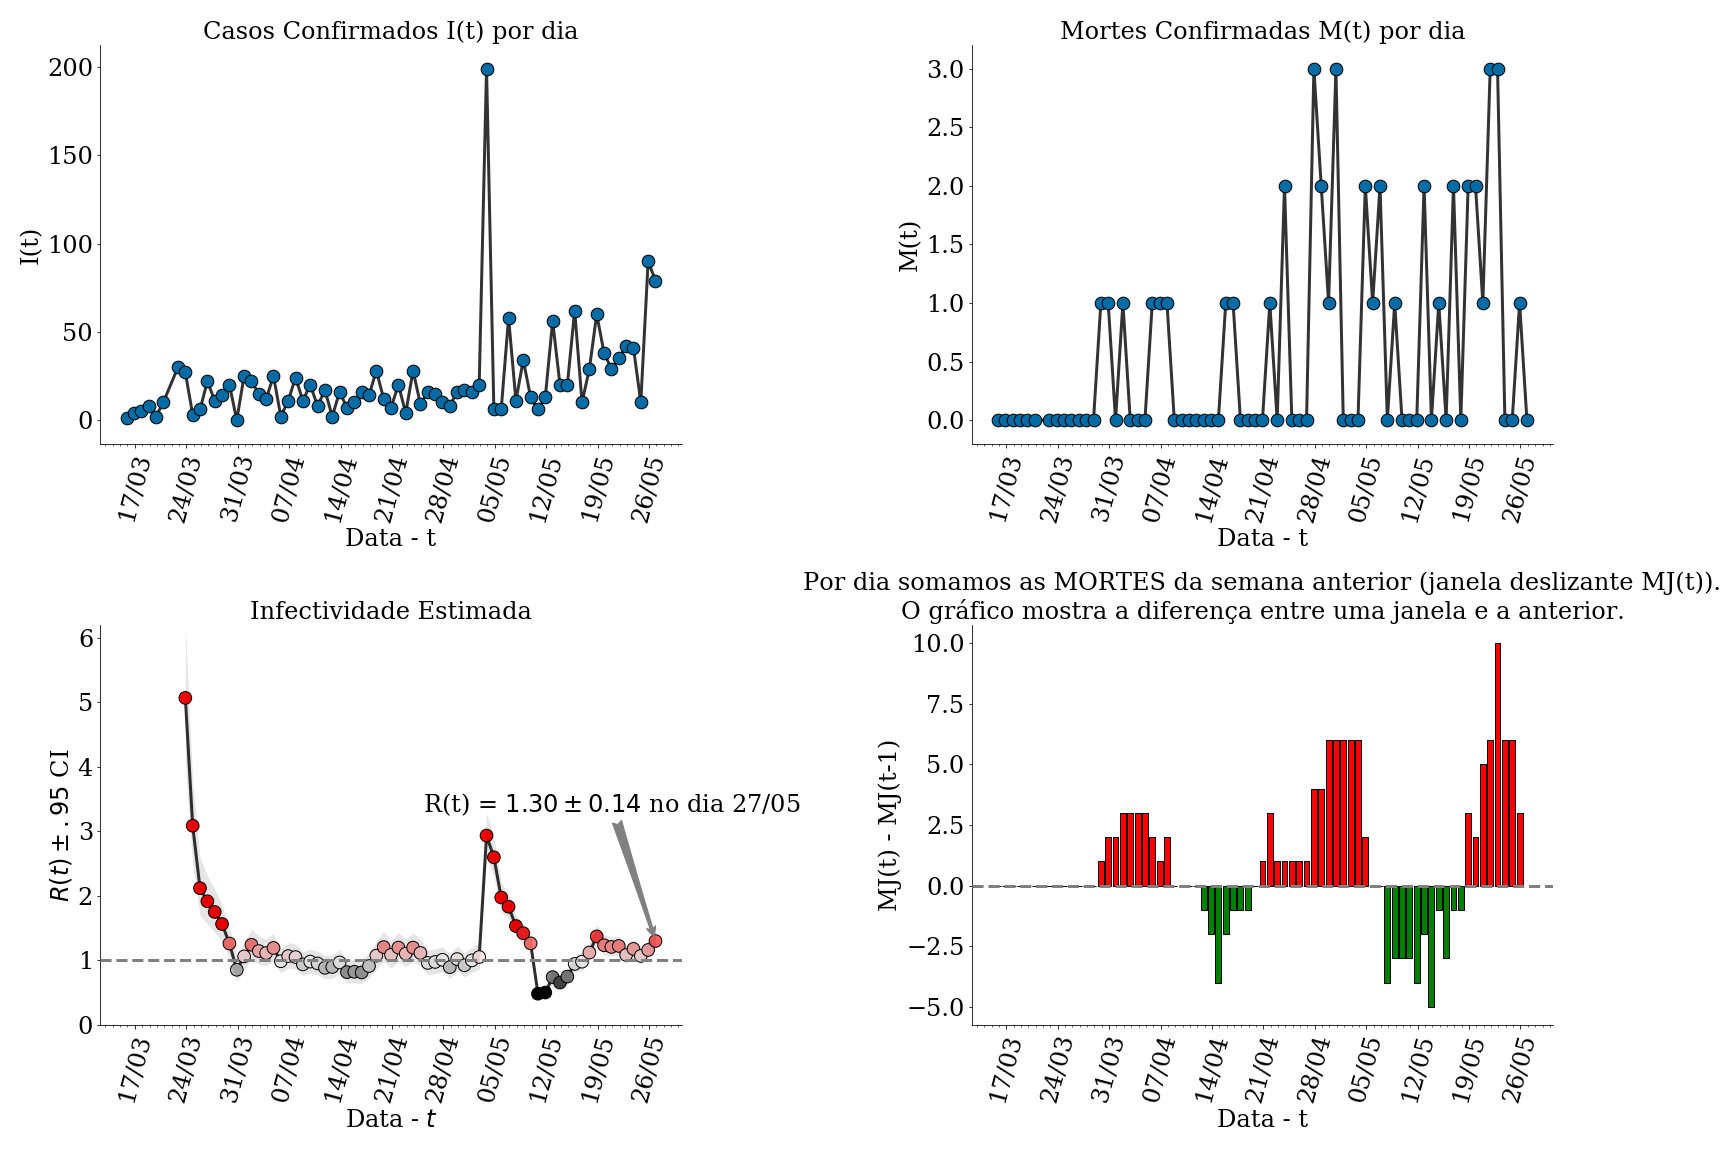 Casos Confirmados I(t) por dia
I(t)
200
150
100
50
0
17/03 24/03 31/03 07/04 14/04 21/04 28/04 05/05 12/05 19/05 26/05
Data - t
Mortes Confirmadas M(t) por dia
M(t)
3.0
2.5
2.0
1.5
1.0
0.5
0.0
17/03 24/03 31/03 07/04 14/04 21/04 28/04 05/05 12/05 19/05 26/05
Data - t
Infectividade Estimada
R(t) ± .95 CI
6
5
4
3
2
1
0
R(t) = 1.30 ± 0.14 no dia 27/05
17/03 24/03 31/03 07/04 14/04 21/04 28/04 05/05 12/05 19/05 26/05
Data - t
Por dia somamos as MORTES da semana anterior (janela deslizante MJ(t)).
O gráfico mostra a diferença entre uma janela e a anterior.
MJ(t) - MJ(t-1)
10.0
7.5
5.0
2.5
0.0
−2.5
−5.0
17/03 24/03 31/03 07/04 14/04 21/04 28/04 05/05 12/05 19/05 26/05
Data - t